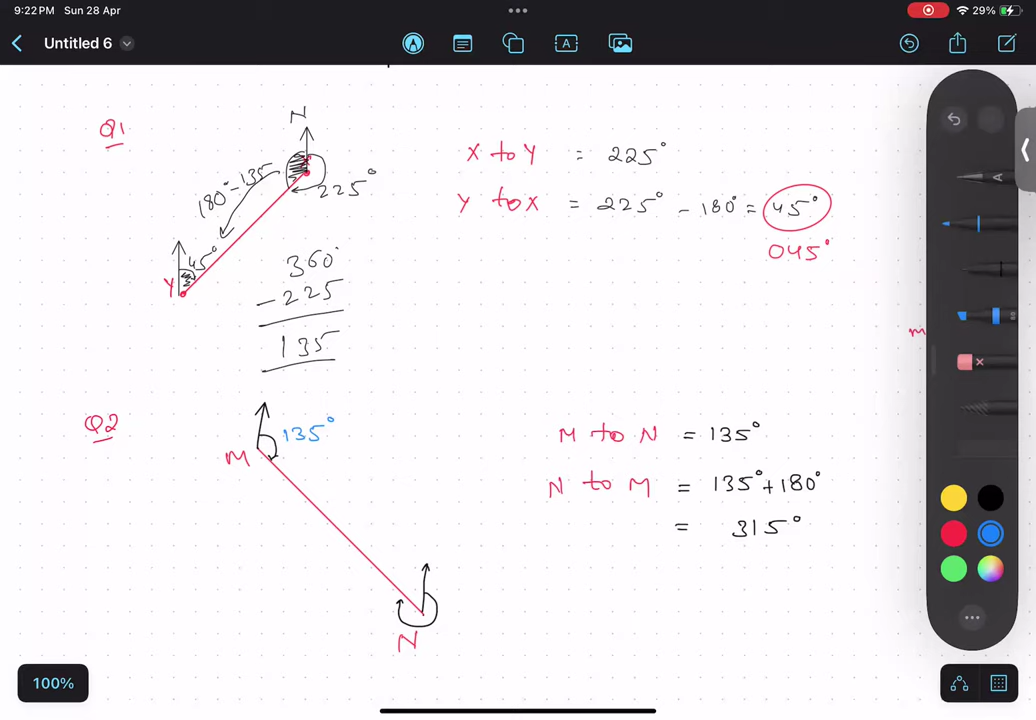 9:22 PM Sun 28 Apr
29%
Untitled 6
A
A
Q1
N
X
225°
180°-135
45°
Y
360°
-225
135
X to Y = 225°
Y to X = 225° - 180° = 45°
045°
m
Q2
135°
M
N
M to N = 135°
N to M = 135° + 180°
= 315°
100%